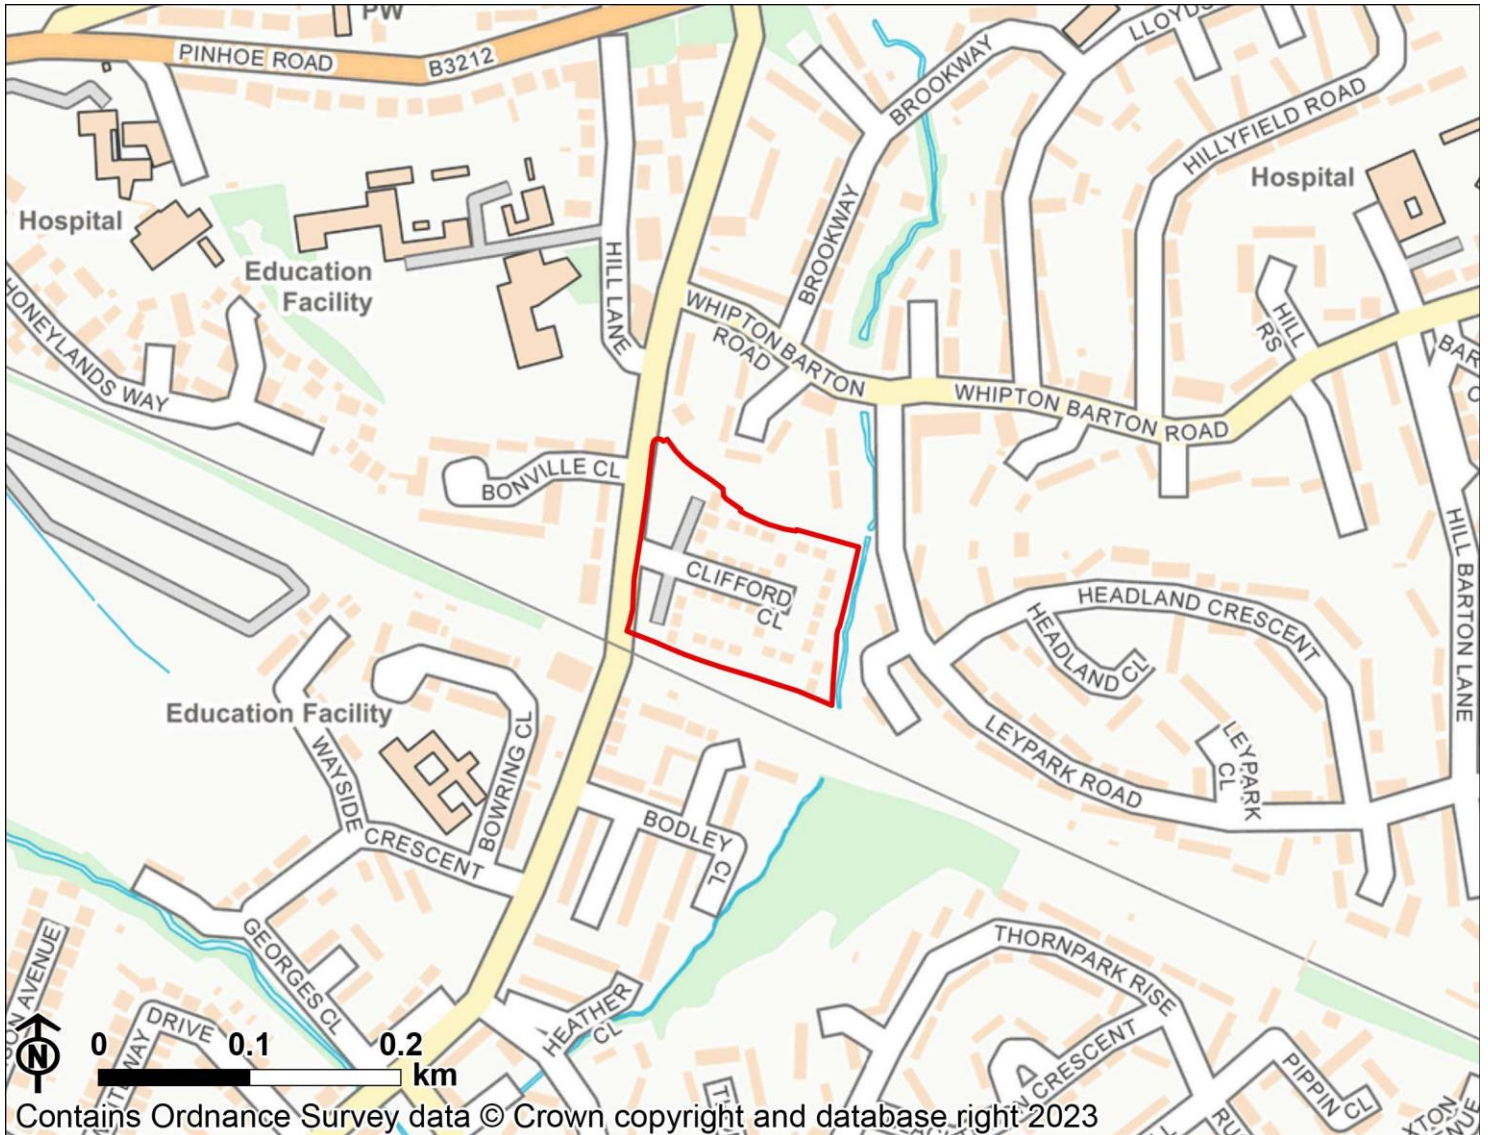 PW
PINHOE ROAD
B3212
LLOYDS
BROOKWAY
HILLYFIELD ROAD
Hospital
Hospital
Education
Facility
HILL LANE
BROOKWAY
HONEYLANDS WAY
WHIPTON BARTON
ROAD
HILL
RS
WHIPTON BARTON ROAD
BONVILLE CL
CLIFFORD
CL
HEADLAND CRESCENT
HEADLAND CL
HILL BARTON LANE
Education Facility
WAYSIDE
CRESCENT
BOWRING CL
LEYPARK ROAD
LEYPARK
CL
BODLEY
CL
GEORGES CL
THORNPARK RISE
HEATHER
CL
DRIVE
CRESCENT
PIPPIN CL
AVENUE
N
0 0.1 0.2
km
Contains Ordnance Survey data © Crown copyright and database right 2023